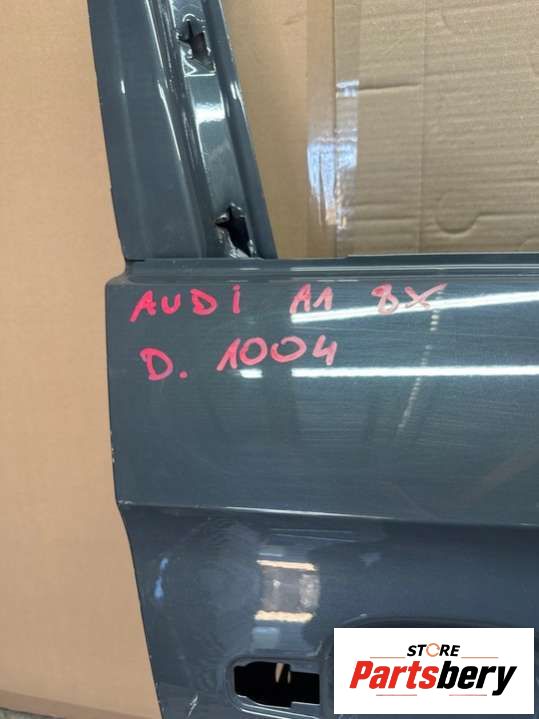 AUDi A1 8X
D. 1004
STORE
Partsbery